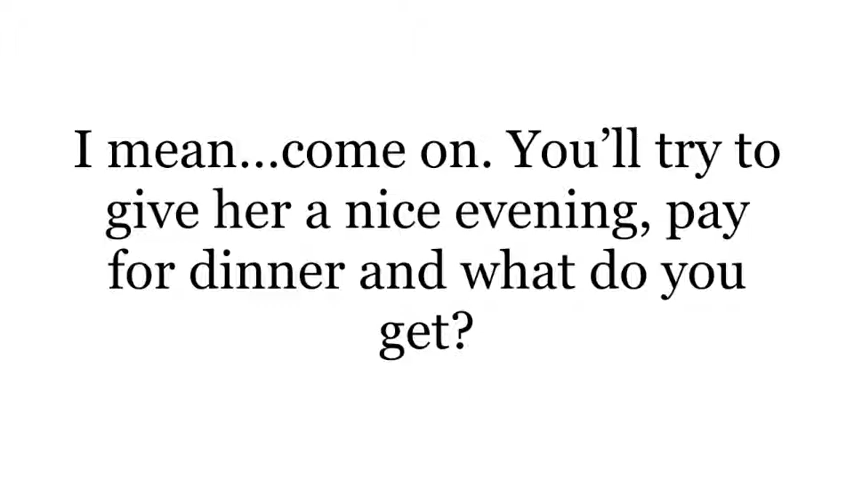 I mean…come on. You’ll try to
give her a nice evening, pay
for dinner and what do you
get?